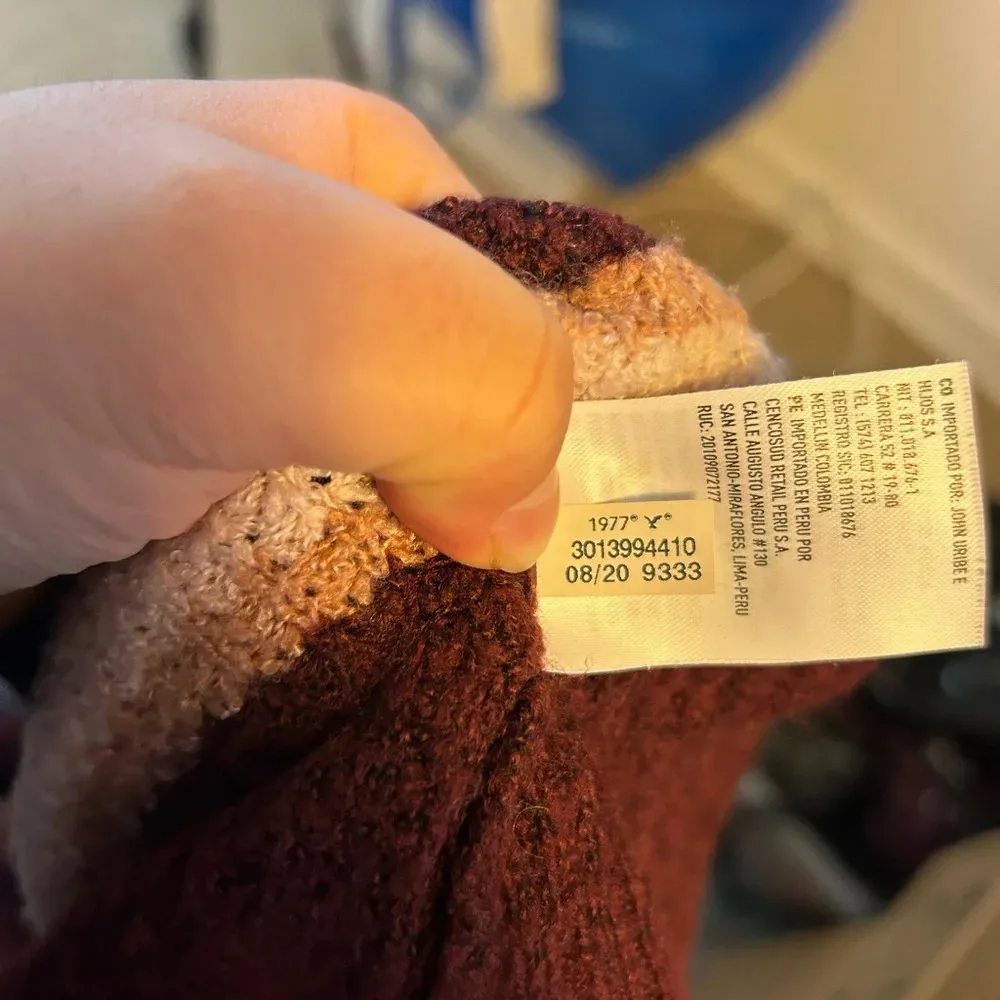 1977®
3013994410
08/20 9333
CO IMPORTADO POR: JOHN URIBE E
HIJOS S.A
NIT : 811.018.676-1
CARRERA 52, # 19-80
TEL : (574) 607 1213
REGISTRO SIC: 811018676
MEDELLIN COLOMBIA
PE IMPORTADO EN PERU POR
CENCOSUD RETAIL PERU S.A.
CALLE AUGUSTO ANGULO #130
SAN ANTONIO-MIRAFLORES, LIMA-PERU
RUC: 20109072177